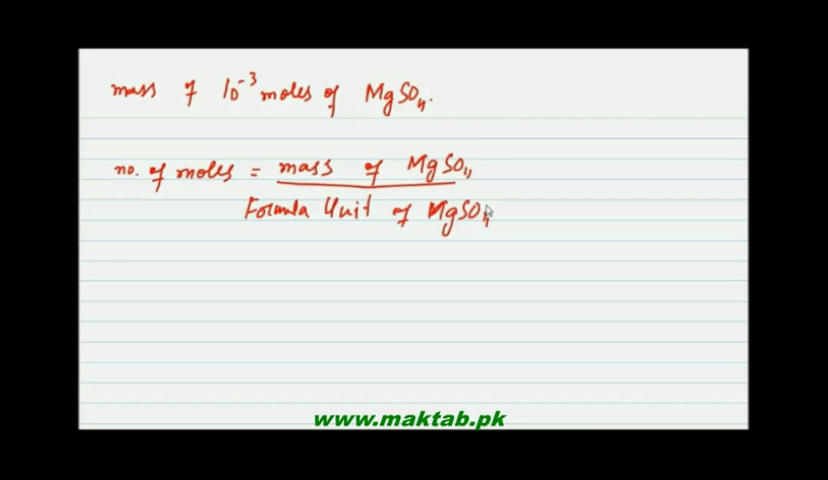 mass of 10⁻³ moles of MgSO₄.
no. of moles = mass of MgSO₄
Formula Unit of MgSO₄
www.maktab.pk